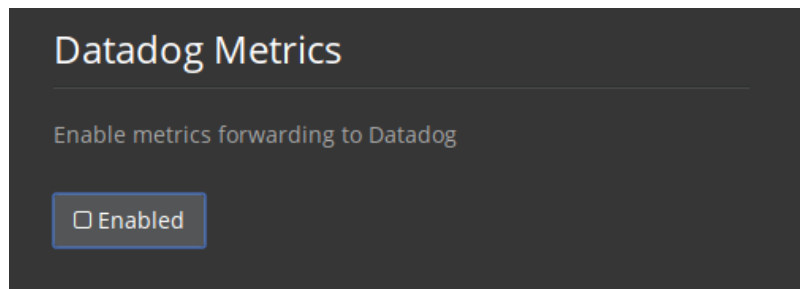 Datadog Metrics
Enable metrics forwarding to Datadog
Enabled